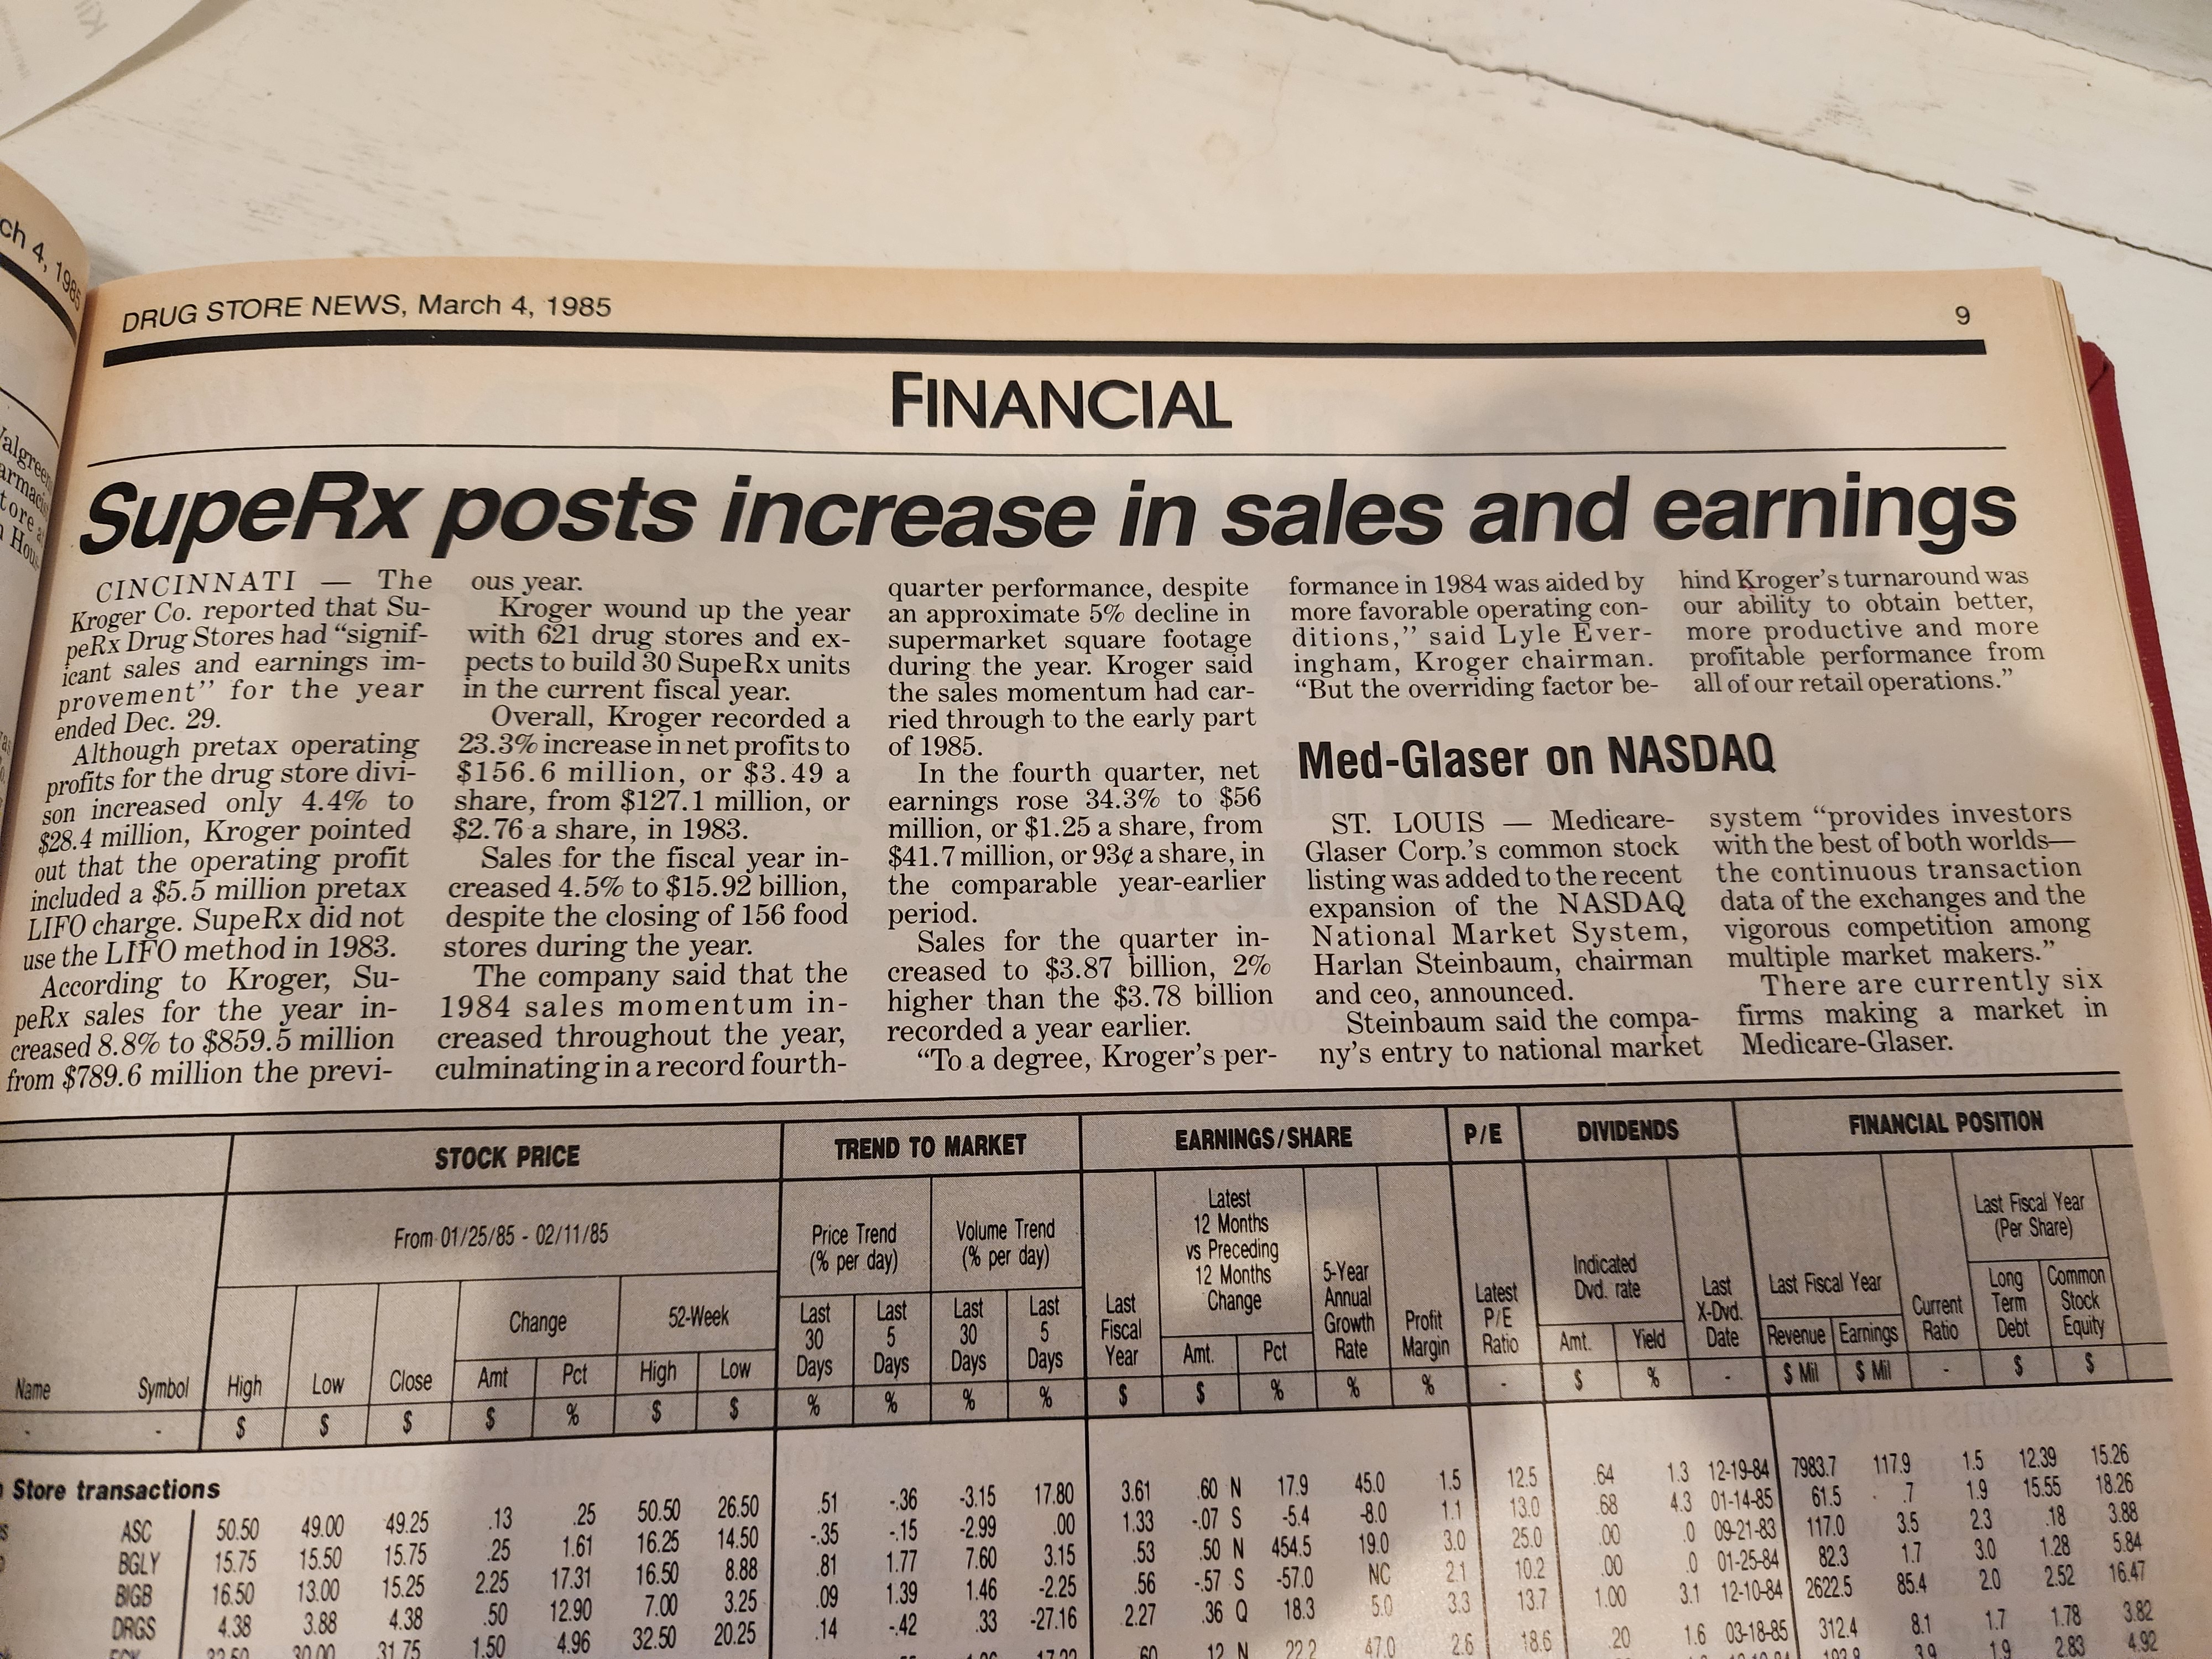 ch 4, 1985
DRUG STORE NEWS, March 4, 1985
9
FINANCIAL
SupeRx posts increase in sales and earnings
CINCINNATI — The
Kroger Co. reported that Su-
peRx Drug Stores had “signif-
icant sales and earnings im-
provement” for the year
ended Dec. 29.
Although pretax operating
profits for the drug store divi-
son increased only 4.4% to
$28.4 million, Kroger pointed
out that the operating profit
included a $5.5 million pretax
LIFO charge. SupeRx did not
use the LIFO method in 1983.
According to Kroger, Su-
peRx sales for the year in-
creased 8.8% to $859.5 million
from $789.6 million the previ-
ous year.
Kroger wound up the year
with 621 drug stores and ex-
pects to build 30 SupeRx units
in the current fiscal year.
Overall, Kroger recorded a
23.3% increase in net profits to
$156.6 million, or $3.49 a
share, from $127.1 million, or
$2.76 a share, in 1983.
Sales for the fiscal year in-
creased 4.5% to $15.92 billion,
despite the closing of 156 food
stores during the year.
The company said that the
1984 sales momentum in-
creased throughout the year,
culminating in a record fourth-
quarter performance, despite
an approximate 5% decline in
supermarket square footage
during the year. Kroger said
the sales momentum had car-
ried through to the early part
of 1985.
In the fourth quarter, net
earnings rose 34.3% to $56
million, or $1.25 a share, from
$41.7 million, or 93¢ a share, in
the comparable year-earlier
period.
Sales for the quarter in-
creased to $3.87 billion, 2%
higher than the $3.78 billion
recorded a year earlier.
“To a degree, Kroger’s per-
formance in 1984 was aided by
more favorable operating con-
ditions,” said Lyle Ever-
ingham, Kroger chairman.
“But the overriding factor be-
hind Kroger’s turnaround was
our ability to obtain better,
more productive and more
profitable performance from
all of our retail operations.”
Med-Glaser on NASDAQ
ST. LOUIS — Medicare-
Glaser Corp.’s common stock
listing was added to the recent
expansion of the NASDAQ
National Market System,
Harlan Steinbaum, chairman
and ceo, announced.
Steinbaum said the compa-
ny’s entry to national market
system “provides investors
with the best of both worlds—
the continuous transaction
data of the exchanges and the
vigorous competition among
multiple market makers.”
There are currently six
firms making a market in
Medicare-Glaser.
STOCK PRICE TREND TO MARKET EARNINGS/SHARE P/E DIVIDENDS FINANCIAL POSITION
From 01/25/85 - 02/11/85
Price Trend
(% per day)
Volume Trend
(% per day)
Latest
12 Months
vs Preceding
12 Months
Change
Indicated
Dvd. rate
Last Fiscal Year
Last Fiscal Year
(Per Share)
Change
52-Week
Name
Symbol
High
Low
Close
Amt
Pct
High
Low
Last
30
Days
Last
5
Days
Last
30
Days
Last
5
Days
Last
Fiscal
Year
Amt.
Pct
5-Year
Annual
Growth
Rate
Profit
Margin
Latest
P/E
Ratio
Amt.
Yield
Last
X-Dvd.
Date
Revenue
Earnings
Current
Ratio
Long
Term
Debt
Common
Stock
Equity
- - $ $ $ $ % $ $ % % % % $ $ % % % - $ % - $ Mil $ Mil - $ $
Store transactions
ASC 50.50 49.00 49.25 .13 .25 50.50 26.50 .51 -.36 -3.15 17.80 3.61 .60 N 17.9 45.0 1.5 12.5 .64 1.3 12-19-84 7983.7 117.9 1.5 12.39 15.26
BGLY 15.75 15.50 15.75 .25 1.61 16.25 14.50 -.35 -.15 -2.99 .00 1.33 -.07 S -5.4 -8.0 1.1 13.0 .68 4.3 01-14-85 61.5 .7 1.9 15.55 18.26
BIGB 16.50 13.00 15.25 2.25 17.31 16.50 8.88 .81 1.77 7.60 3.15 .53 .50 N 454.5 19.0 3.0 25.0 .00 .0 09-21-83 117.0 3.5 2.3 .18 3.88
DRGS 4.38 3.88 4.38 .50 12.90 7.00 3.25 .09 1.39 1.46 -2.25 .56 -.57 S -57.0 NC 2.1 10.2 .00 .0 01-25-84 82.3 1.7 3.0 1.28 5.84
30.00 31.75 1.50 4.96 32.50 20.25 .14 -.42 .33 -27.16 2.27 .36 Q 18.3 5.0 3.3 13.7 1.00 3.1 12-10-84 2622.5 85.4 2.0 2.52 16.47
.60 .12 N 22.2 47.0 2.6 18.6 .20 1.6 03-18-85 312.4 8.1 1.7 1.78 3.82
3.9 1.9 2.83 4.92